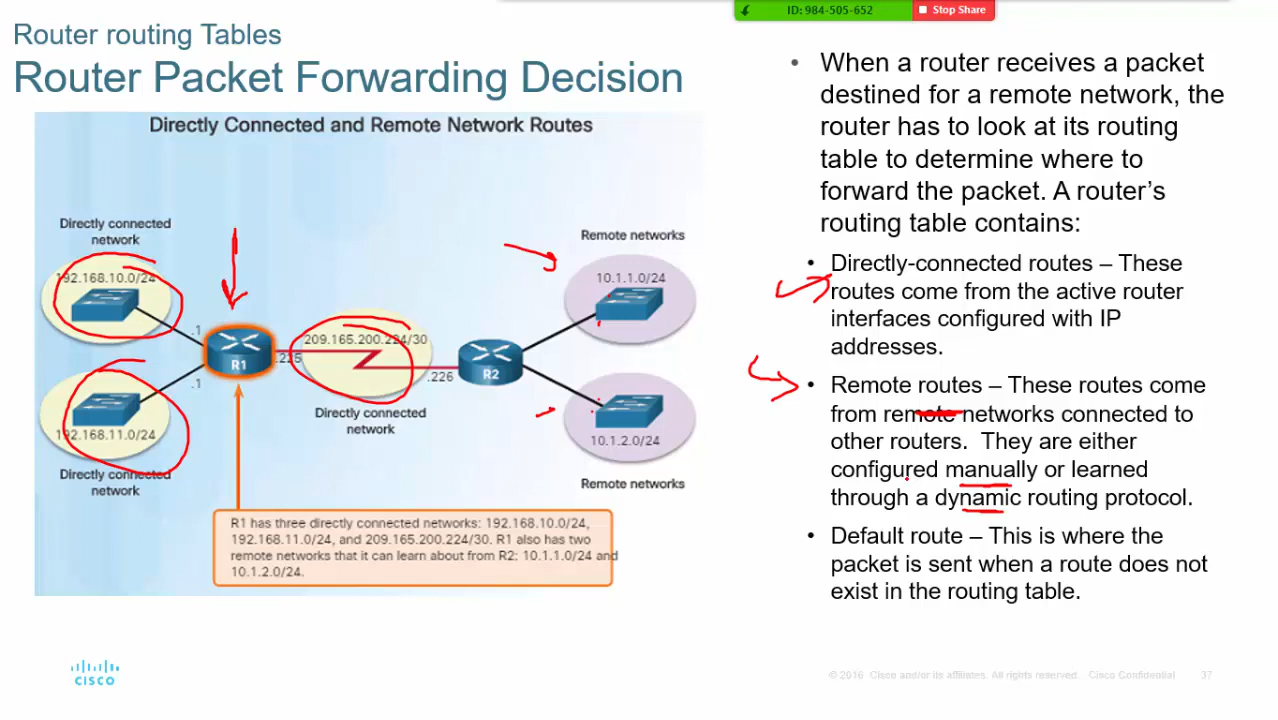 ID: 984-505-652
Stop Share
Router routing Tables
Router Packet Forwarding Decision
Directly Connected and Remote Network Routes
Directly connected
network
192.168.10.0/24
.1
R1
.1
192.168.11.0/24
Directly connected
network
209.165.200.224/30
.225
.226
Directly connected
network
R2
Remote networks
10.1.1.0/24
10.1.2.0/24
Remote networks
R1 has three directly connected networks: 192.168.10.0/24,
192.168.11.0/24, and 209.165.200.224/30. R1 also has two
remote networks that it can learn about from R2; 10.1.1.0/24 and
10.1.2.0/24.
• When a router receives a packet
destined for a remote network, the
router has to look at its routing
table to determine where to
forward the packet. A router’s
routing table contains:
• Directly-connected routes – These
routes come from the active router
interfaces configured with IP
addresses.
• Remote routes – These routes come
from remote networks connected to
other routers. They are either
configured manually or learned
through a dynamic routing protocol.
• Default route – This is where the
packet is sent when a route does not
exist in the routing table.
CISCO
© 2016 Cisco and/or its affiliates. All rights reserved. Cisco Confidential
37